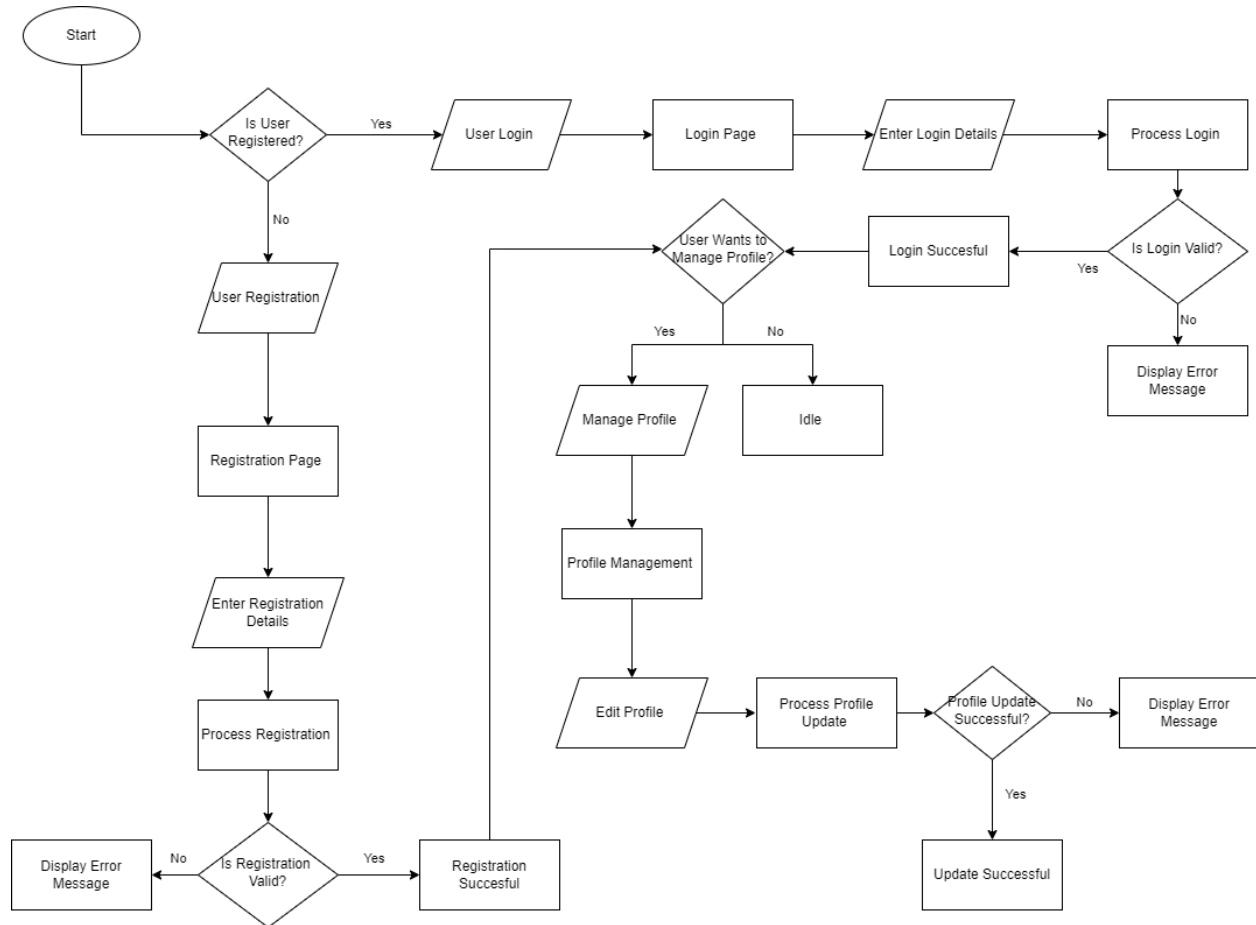 Start
Is User
Registered?
Yes
User Login
Login Page
Enter Login Details
Process Login
No
User Wants to
Manage Profile?
Login Succesful
Yes
Is Login Valid?
User Registration
No
Yes
No
Display Error
Message
Manage Profile
Idle
Registration Page
Profile Management
Enter Registration
Details
Edit Profile
Process Profile
Update
Profile Update
Successful?
No
Display Error
Message
Process Registration
Yes
Display Error
Message
No
Is Registration
Valid?
Yes
Registration
Succesful
Update Successful